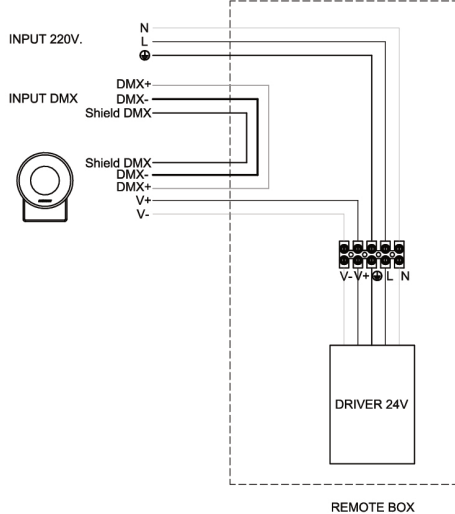 INPUT 220V.
N
L
INPUT DMX
DMX+
DMX-
Shield DMX
Shield DMX
DMX-
DMX+
V+
V-
V- V+ L N
DRIVER 24V
REMOTE BOX